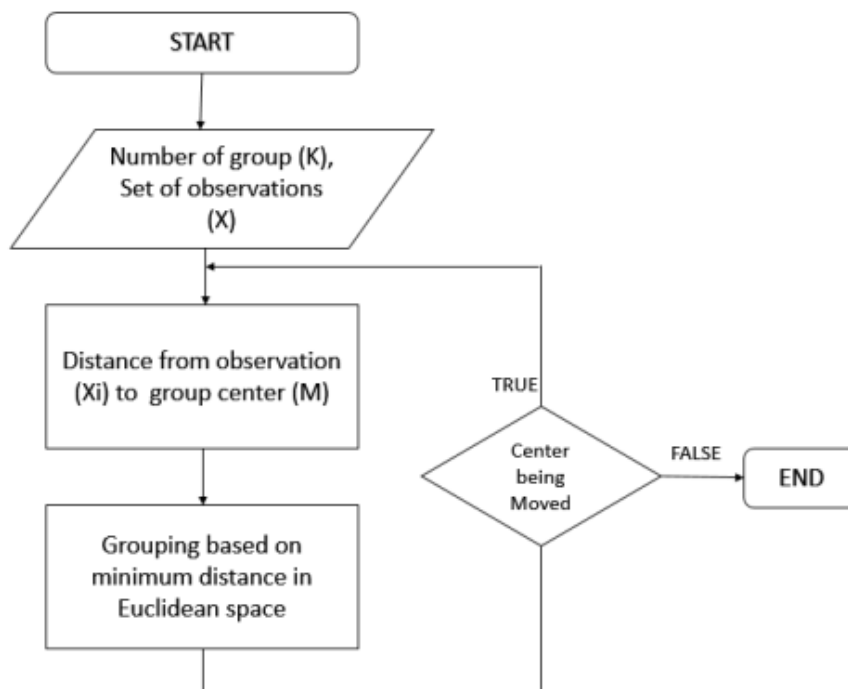 START
Number of group (K),
Set of observations
(X)
Distance from observation
(Xi) to group center (M)
Grouping based on
minimum distance in
Euclidean space
TRUE
Center
being
Moved
FALSE
END